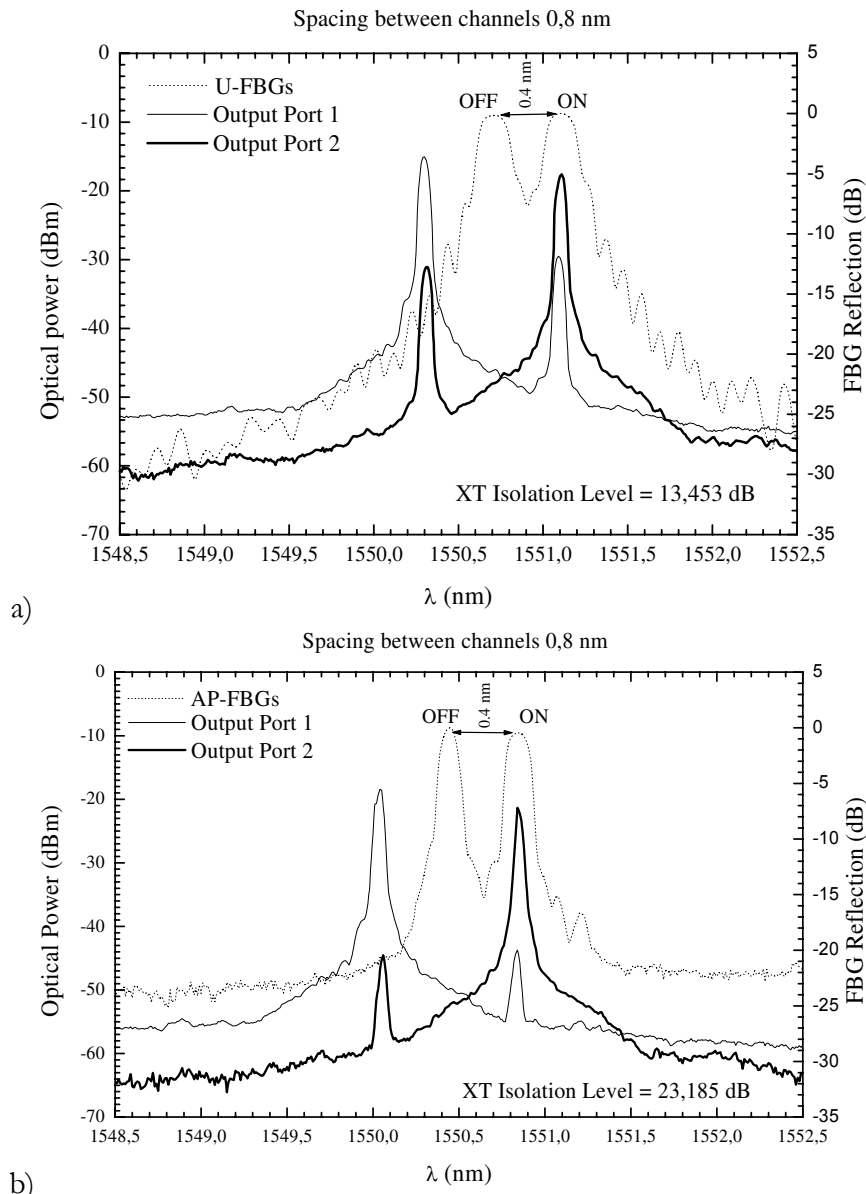 Spacing between channels 0,8 nm
U-FBGs
Output Port 1
Output Port 2
OFF
0.4 nm
ON
0
-10
-20
-30
-40
-50
-60
-70
5
0
-5
-10
-15
-20
-25
-30
-35
Optical power (dBm)
FBG Reflection (dB)
XT Isolation Level = 13,453 dB
1548,5 1549,0 1549,5 1550,0 1550,5 1551,0 1551,5 1552,0 1552,5
λ (nm)
a)
Spacing between channels 0,8 nm
AP-FBGs
Output Port 1
Output Port 2
OFF
0.4 nm
ON
0
-10
-20
-30
-40
-50
-60
-70
5
0
-5
-10
-15
-20
-25
-30
-35
Optical Power (dBm)
FBG Reflection (dB)
XT Isolation Level = 23,185 dB
1548,5 1549,0 1549,5 1550,0 1550,5 1551,0 1551,5 1552,0 1552,5
λ (nm)
b)